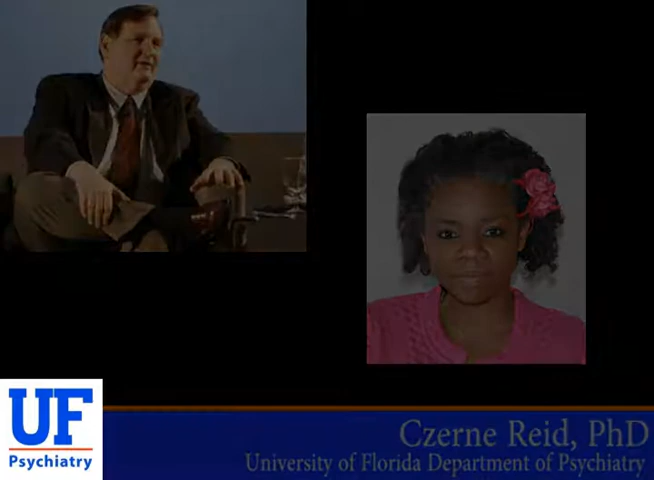 UF
Psychiatry
Czerne Reid, PhD
University of Florida Department of Psychiatry